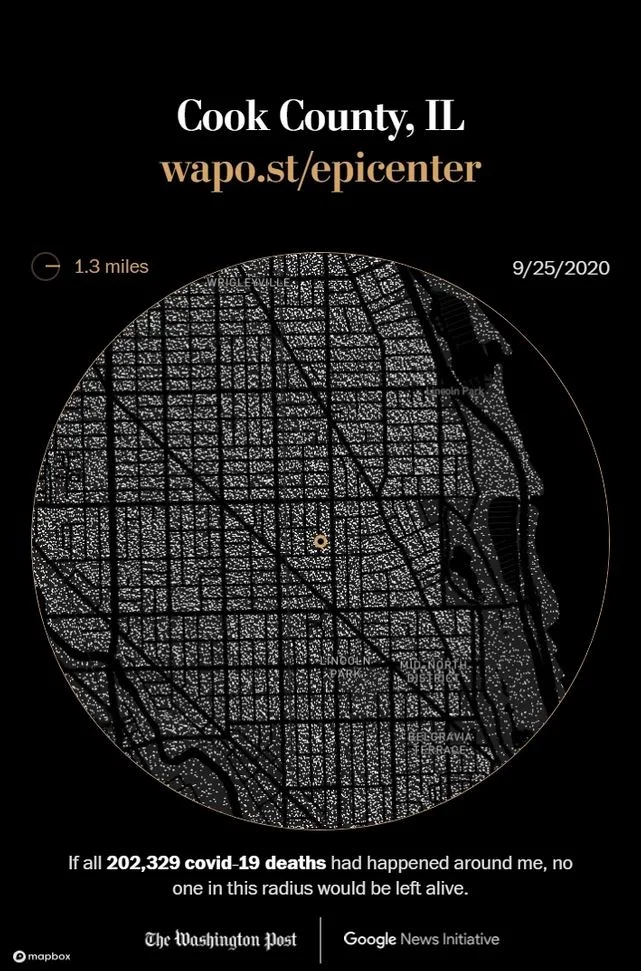 Cook County, IL
wapo.st/epicenter
1.3 miles
9/25/2020
WRIGLEYVILLE
Lincoln Park
LINCOLN
PARK
MID-NORTH
DISTRICT
BELGRAVIA
TERRACE
If all 202,329 covid-19 deaths had happened around me, no
one in this radius would be left alive.
The Washington Post
Google News Initiative
mapbox